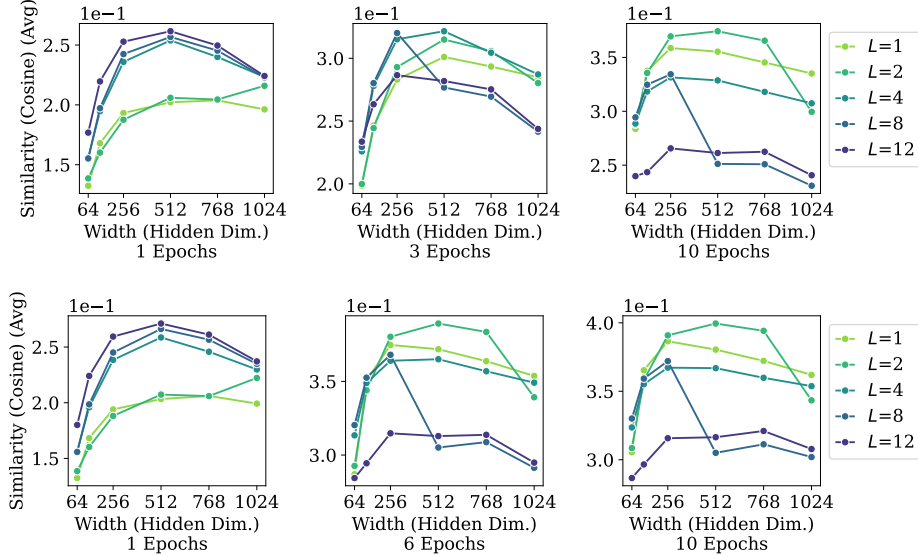 1e−1
1e−1
1e−1
Similarity (Cosine) (Avg)
2.5
2.0
1.5
3.0
2.5
2.0
3.5
3.0
2.5
64 256 512 768 1024
64 256 512 768 1024
64 256 512 768 1024
Width (Hidden Dim.)
1 Epochs
Width (Hidden Dim.)
3 Epochs
Width (Hidden Dim.)
10 Epochs
L=1
L=2
L=4
L=8
L=12
1e−1
1e−1
1e−1
Similarity (Cosine) (Avg)
2.5
2.0
1.5
3.5
3.0
4.0
3.5
3.0
64 256 512 768 1024
64 256 512 768 1024
64 256 512 768 1024
Width (Hidden Dim.)
1 Epochs
Width (Hidden Dim.)
6 Epochs
Width (Hidden Dim.)
10 Epochs
L=1
L=2
L=4
L=8
L=12